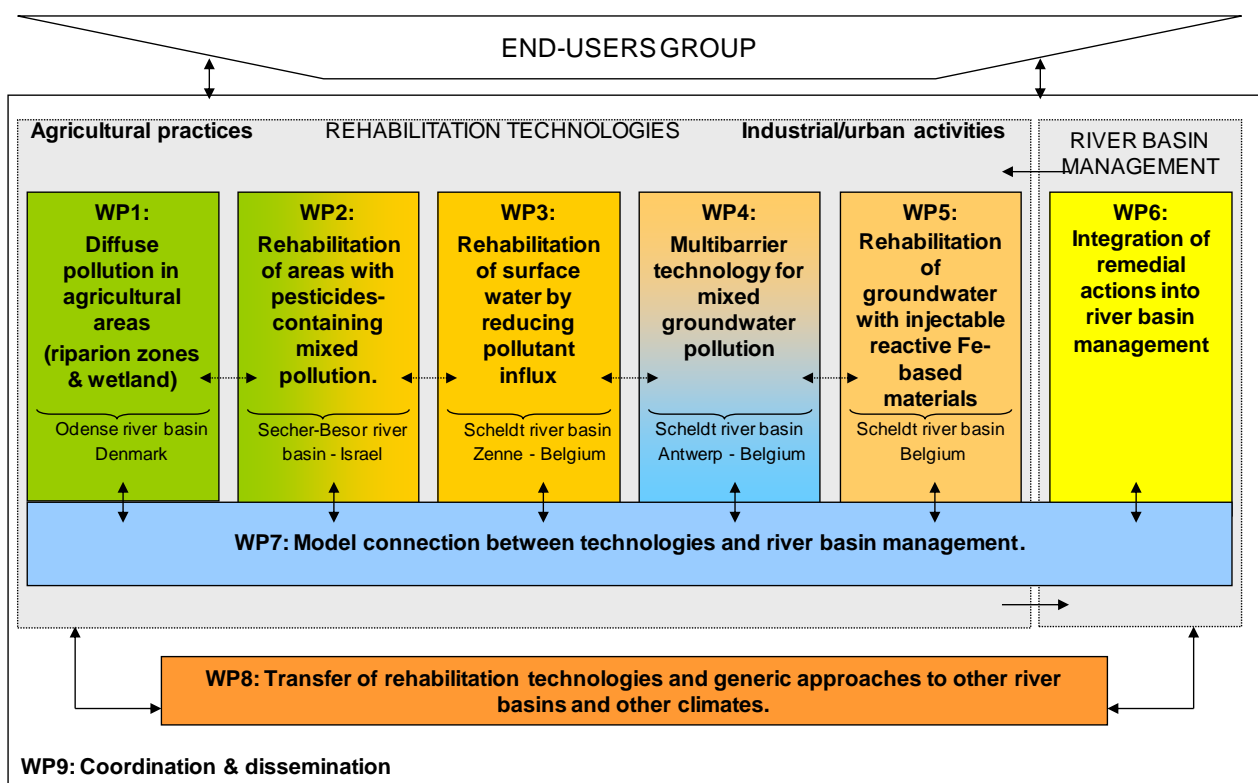 END-USERS GROUP
Agricultural practices
REHABILITATION TECHNOLOGIES
Industrial/urban activities
RIVER BASIN
MANAGEMENT
WP1:
Diffuse
pollution in
agricultural
areas
(riparion zones
& wetland)
Odense river basin
Denmark
WP2:
Rehabilitation
of areas with
pesticides-
containing
mixed
pollution.
Secher-Besor river
basin - Israel
WP3:
Rehabilitation
of surface
water by
reducing
pollutant
influx
Scheldt river basin
Zenne - Belgium
WP4:
Multibarrier
technology for
mixed
groundwater
pollution
Scheldt river basin
Antwerp - Belgium
WP5:
Rehabilitation
of
groundwater
with injectable
reactive Fe-
based
materials
Scheldt river basin
Belgium
WP6:
Integration of
remedial
actions into
river basin
management
WP7: Model connection between technologies and river basin management.
WP8: Transfer of rehabilitation technologies and generic approaches to other river
basins and other climates.
WP9: Coordination & dissemination